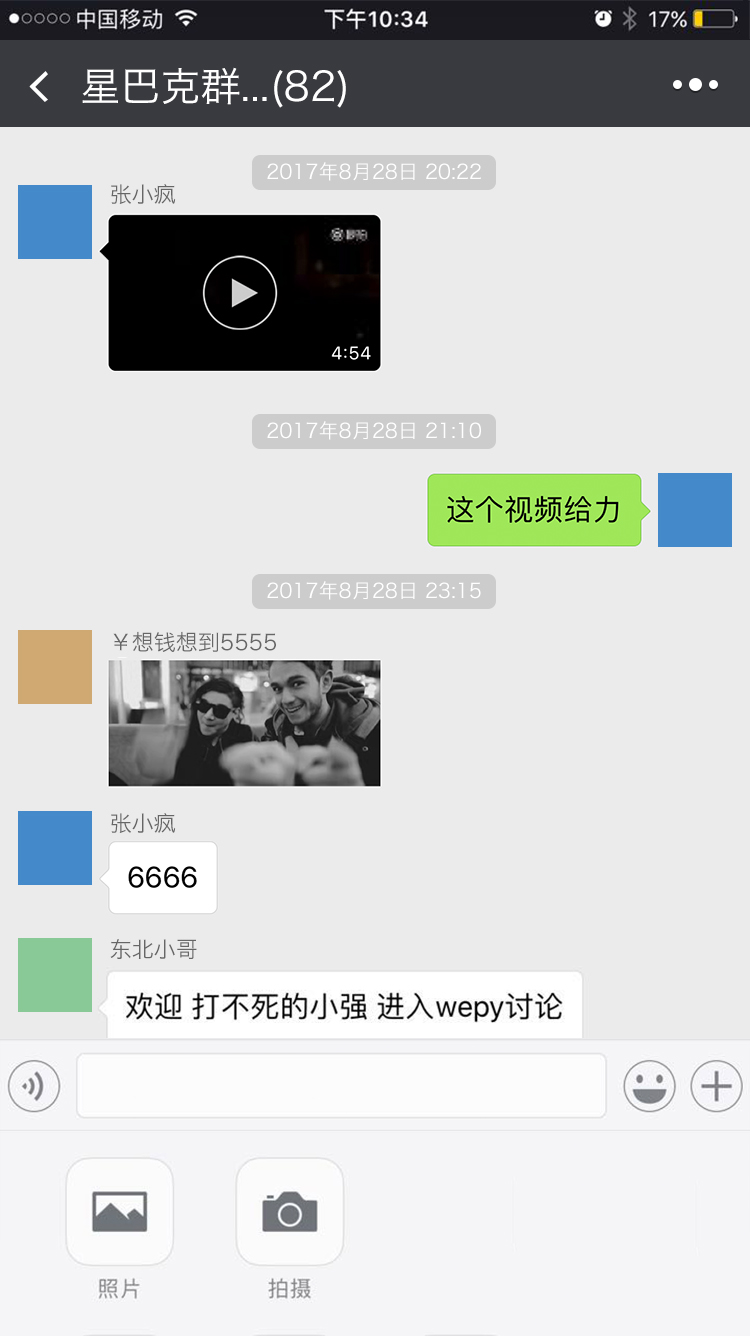 中国移动
下午10:34
17%
星巴克群...(82)
2017年8月28日 20:22
张小疯
4:54
2017年8月28日 21:10
这个视频给力
2017年8月28日 23:15
￥想钱想到5555
张小疯
6666
东北小哥
欢迎 打不死的小强 进入wepy讨论
照片
拍摄